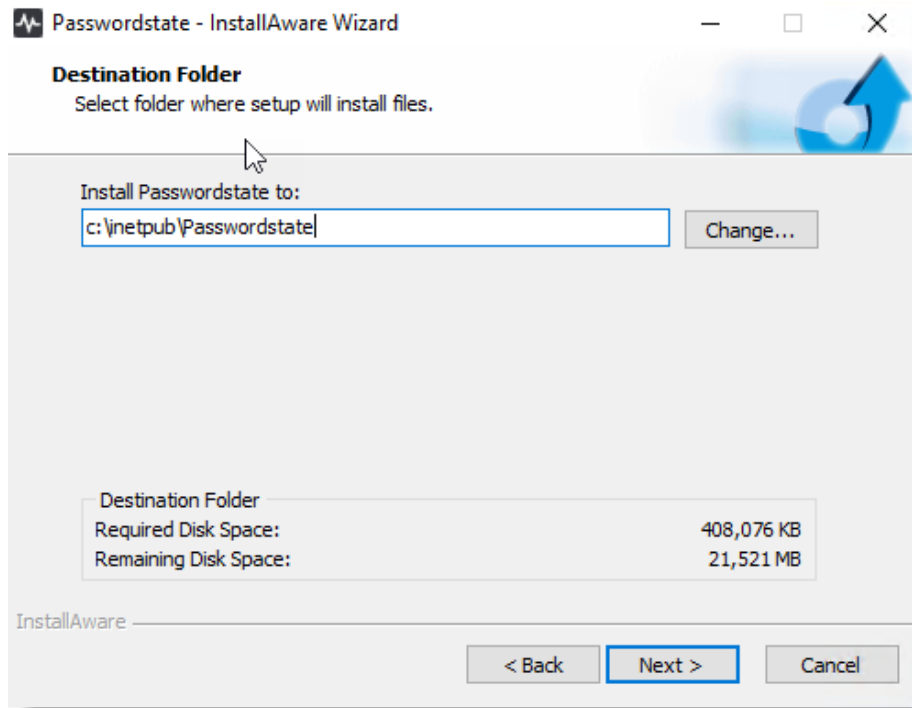 Passwordstate - InstallAware Wizard
Destination Folder
Select folder where setup will install files.
Install Passwordstate to:
c:\inetpub\Passwordstate
Change...
Destination Folder
Required Disk Space: 408,076 KB
Remaining Disk Space: 21,521 MB
InstallAware
< Back Next > Cancel